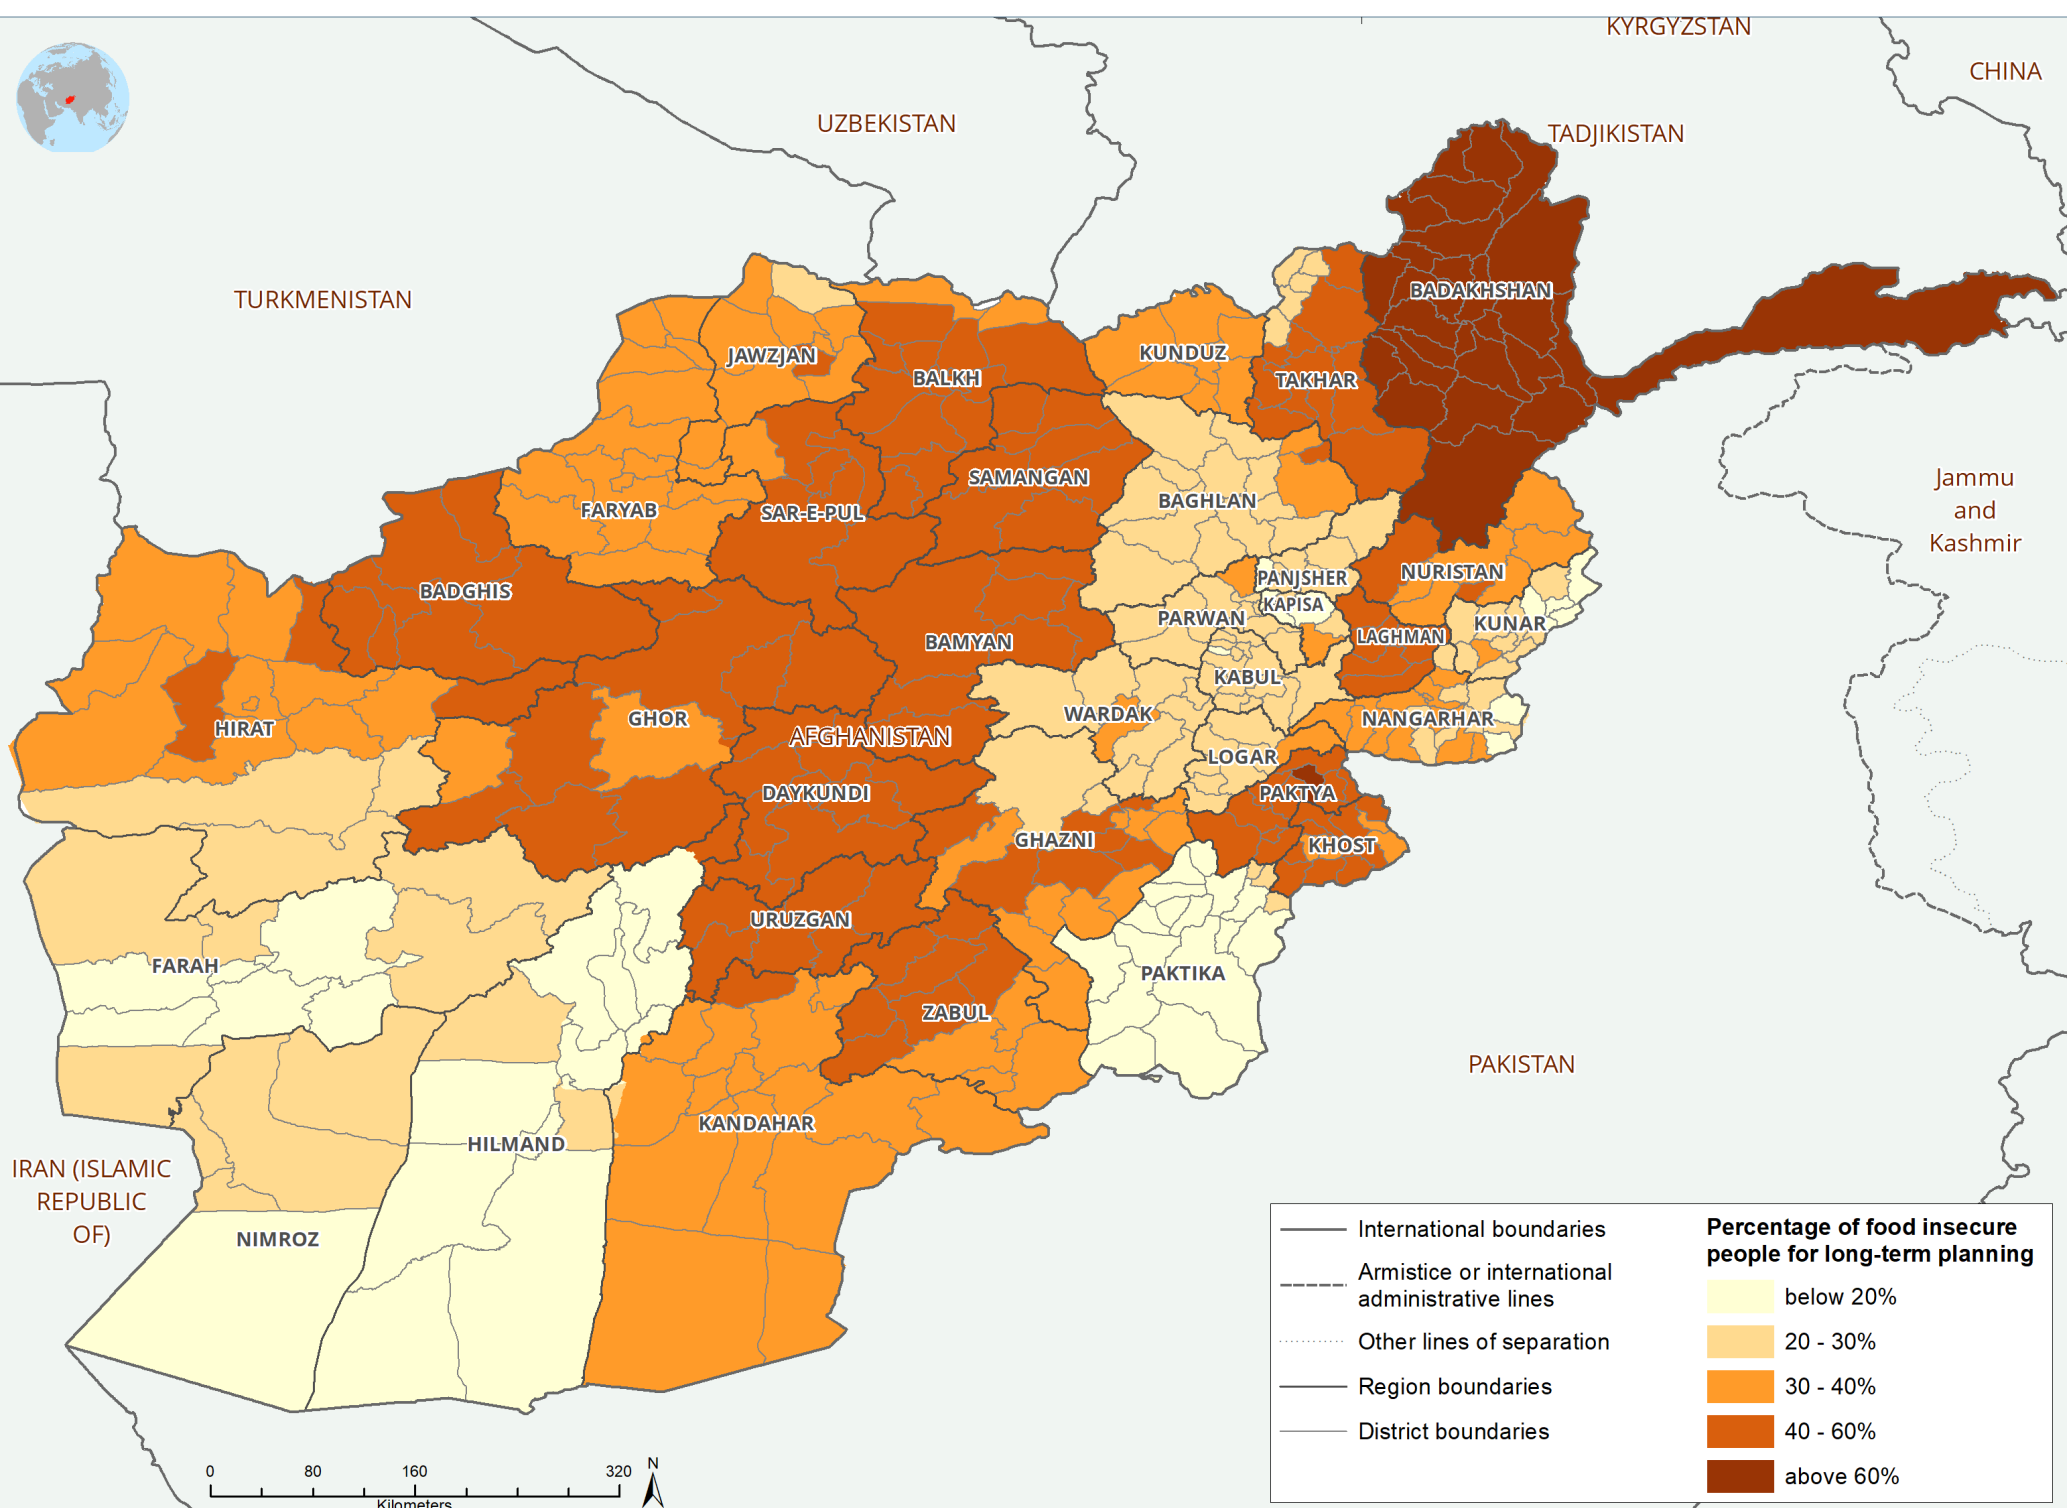 KYRGYZSTAN
CHINA
UZBEKISTAN
TADJIKISTAN
TURKMENISTAN
BADAKHSHAN
JAWZJAN
BALKH
KUNDUZ
TAKHAR
SAMANGAN
Jammu
and
Kashmir
BAGHLAN
FARYAB
SAR-E-PUL
BADGHIS
PANJSHER
NURISTAN
KAPISA
PARWAN
KUNAR
BAMYAN
LAGHMAN
KABUL
HIRAT
GHOR
WARDAK
NANGARHAR
AFGHANISTAN
LOGAR
DAYKUNDI
PAKTYA
GHAZNI
KHOST
URUZGAN
FARAH
PAKTIKA
ZABUL
PAKISTAN
KANDAHAR
HILMAND
IRAN (ISLAMIC
REPUBLIC
OF)
NIMROZ
International boundaries
Armistice or international
administrative lines
Other lines of separation
Region boundaries
District boundaries
Percentage of food insecure
people for long-term planning
below 20%
20 - 30%
30 - 40%
40 - 60%
above 60%
0 80 160 320
Kilometers
N